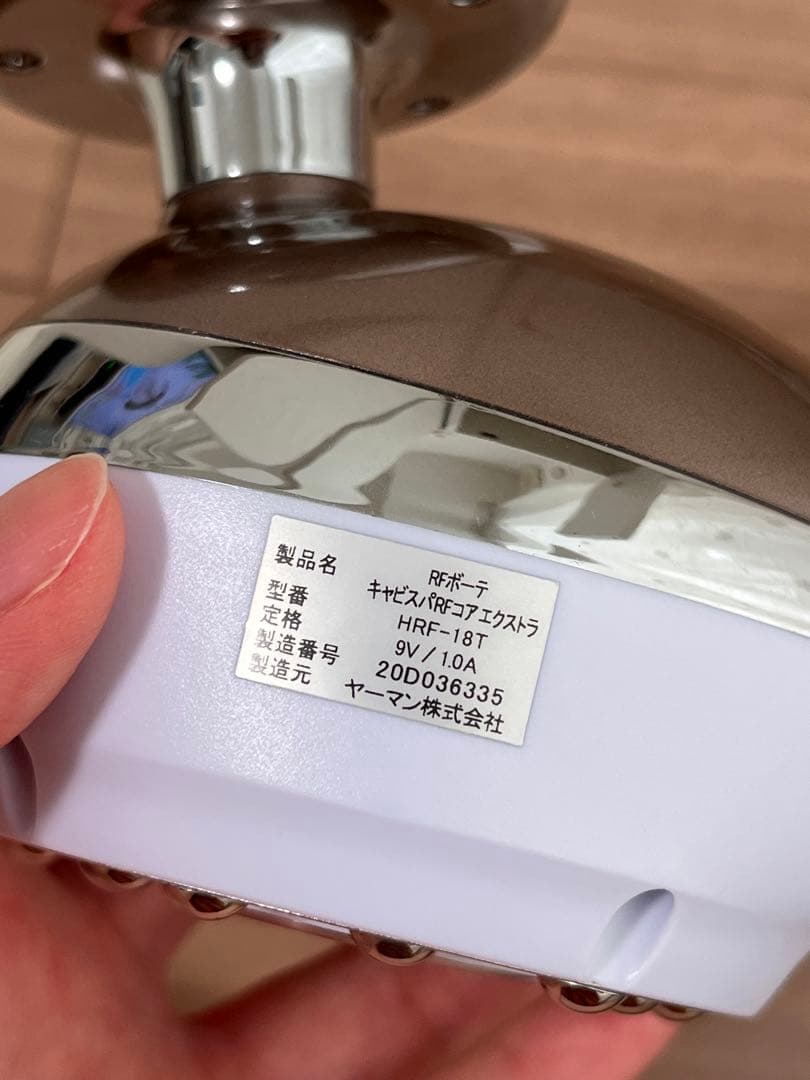 製品名 RFボーテ
キャビスパRFコアエクストラ
型番 HRF-18T
定格 9V/1.0A
製造番号 20D036335
製造元 ヤーマン株式会社